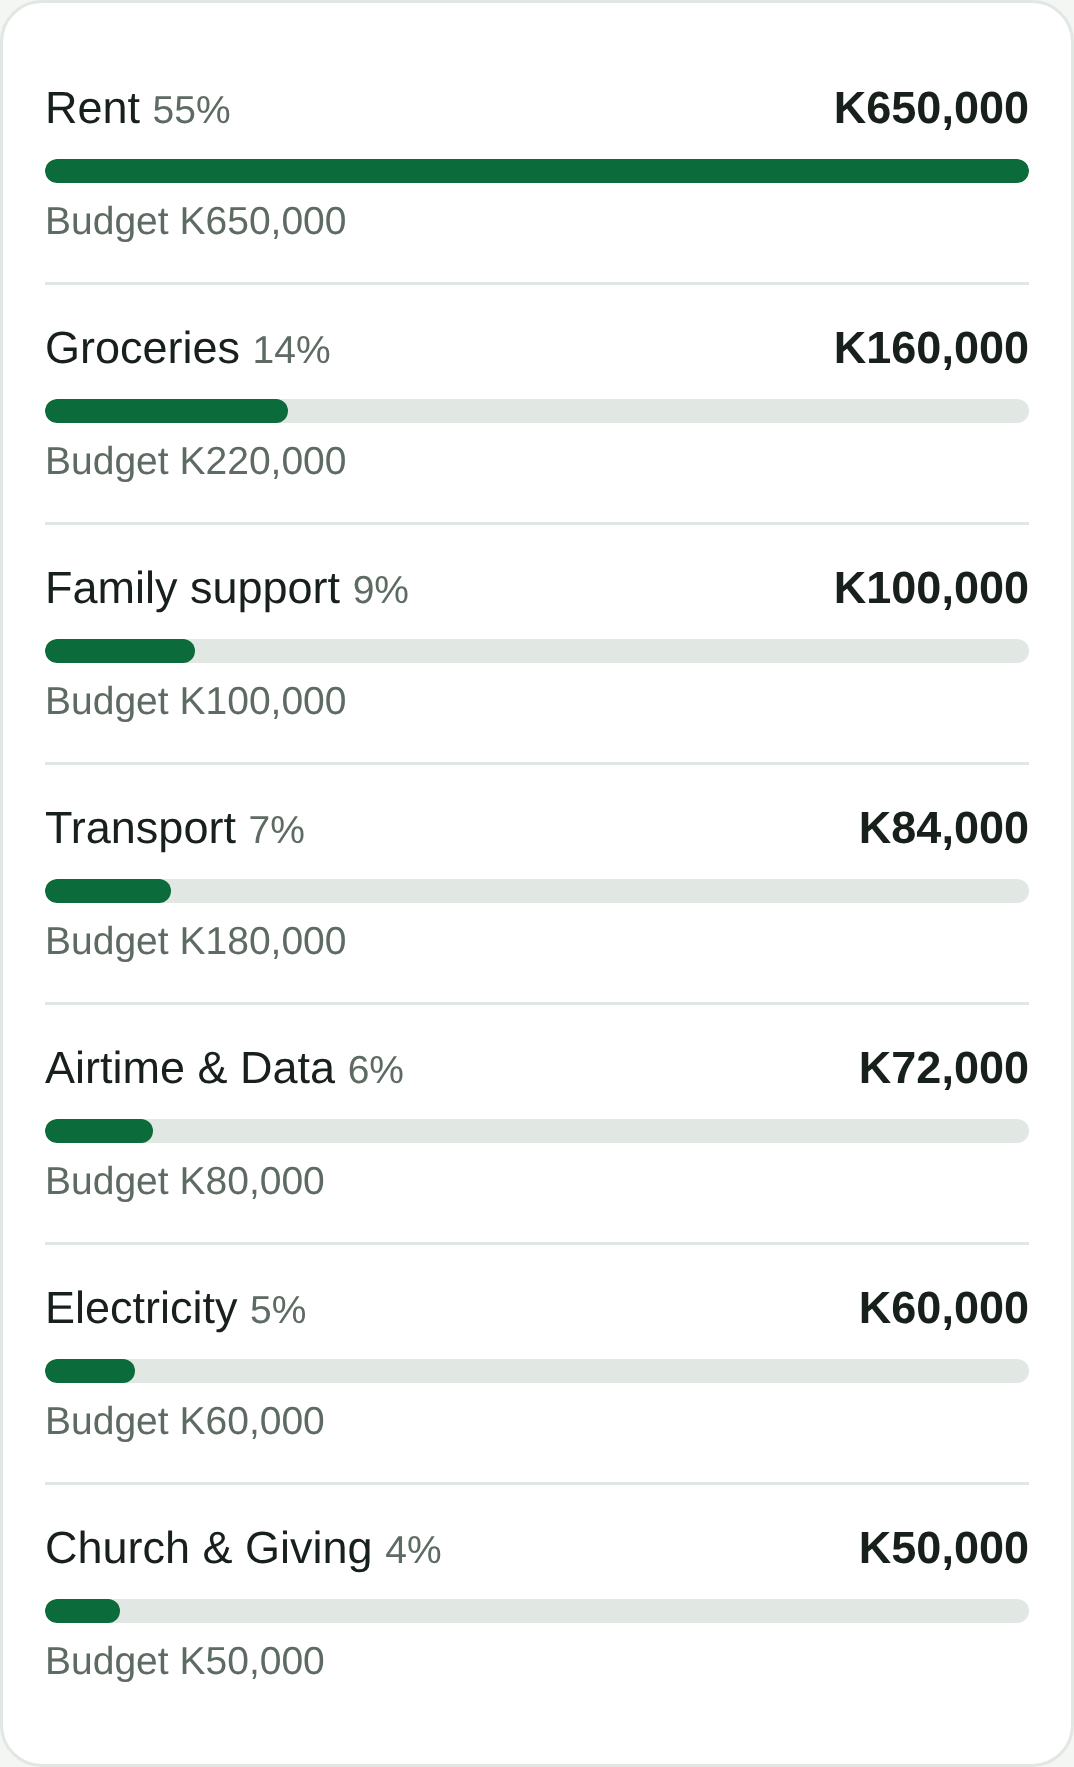 Rent 55% K650,000
Budget K650,000
Groceries 14% K160,000
Budget K220,000
Family support 9% K100,000
Budget K100,000
Transport 7% K84,000
Budget K180,000
Airtime & Data 6% K72,000
Budget K80,000
Electricity 5% K60,000
Budget K60,000
Church & Giving 4% K50,000
Budget K50,000